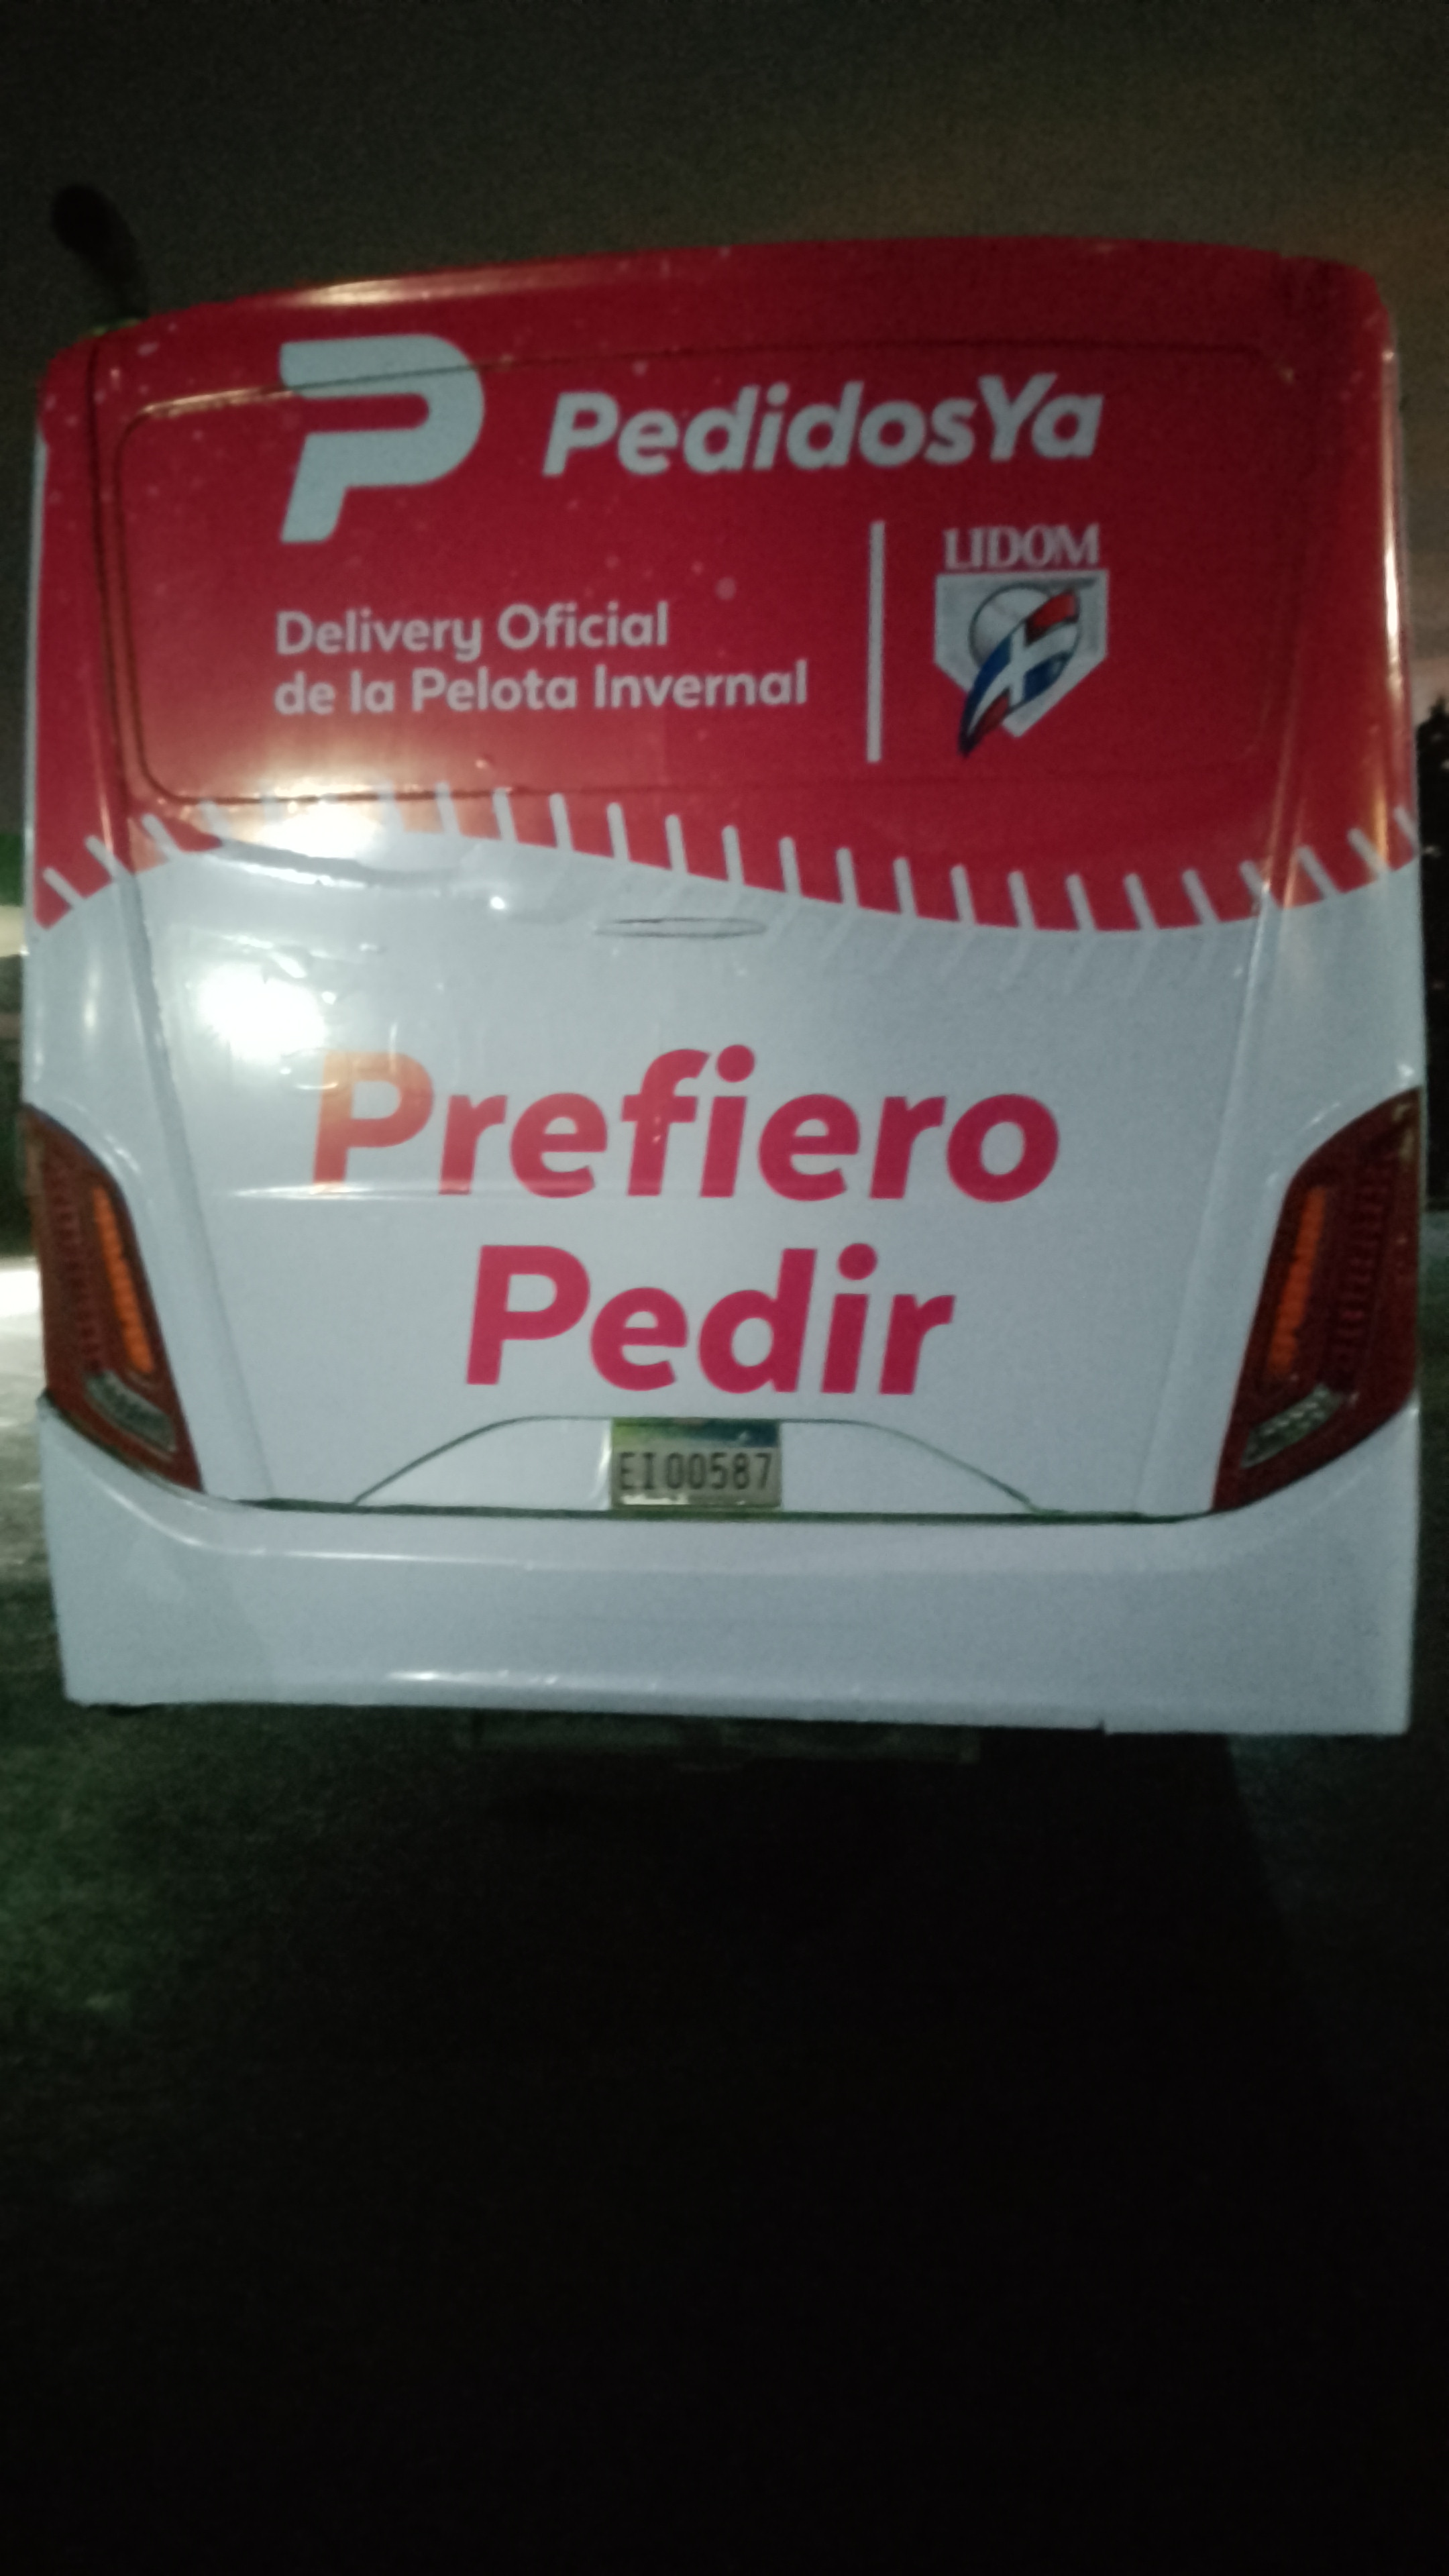 PedidosYa
LIDOM
Delivery Oficial
de la Pelota Invernal
Prefiero
Pedir
EI00587